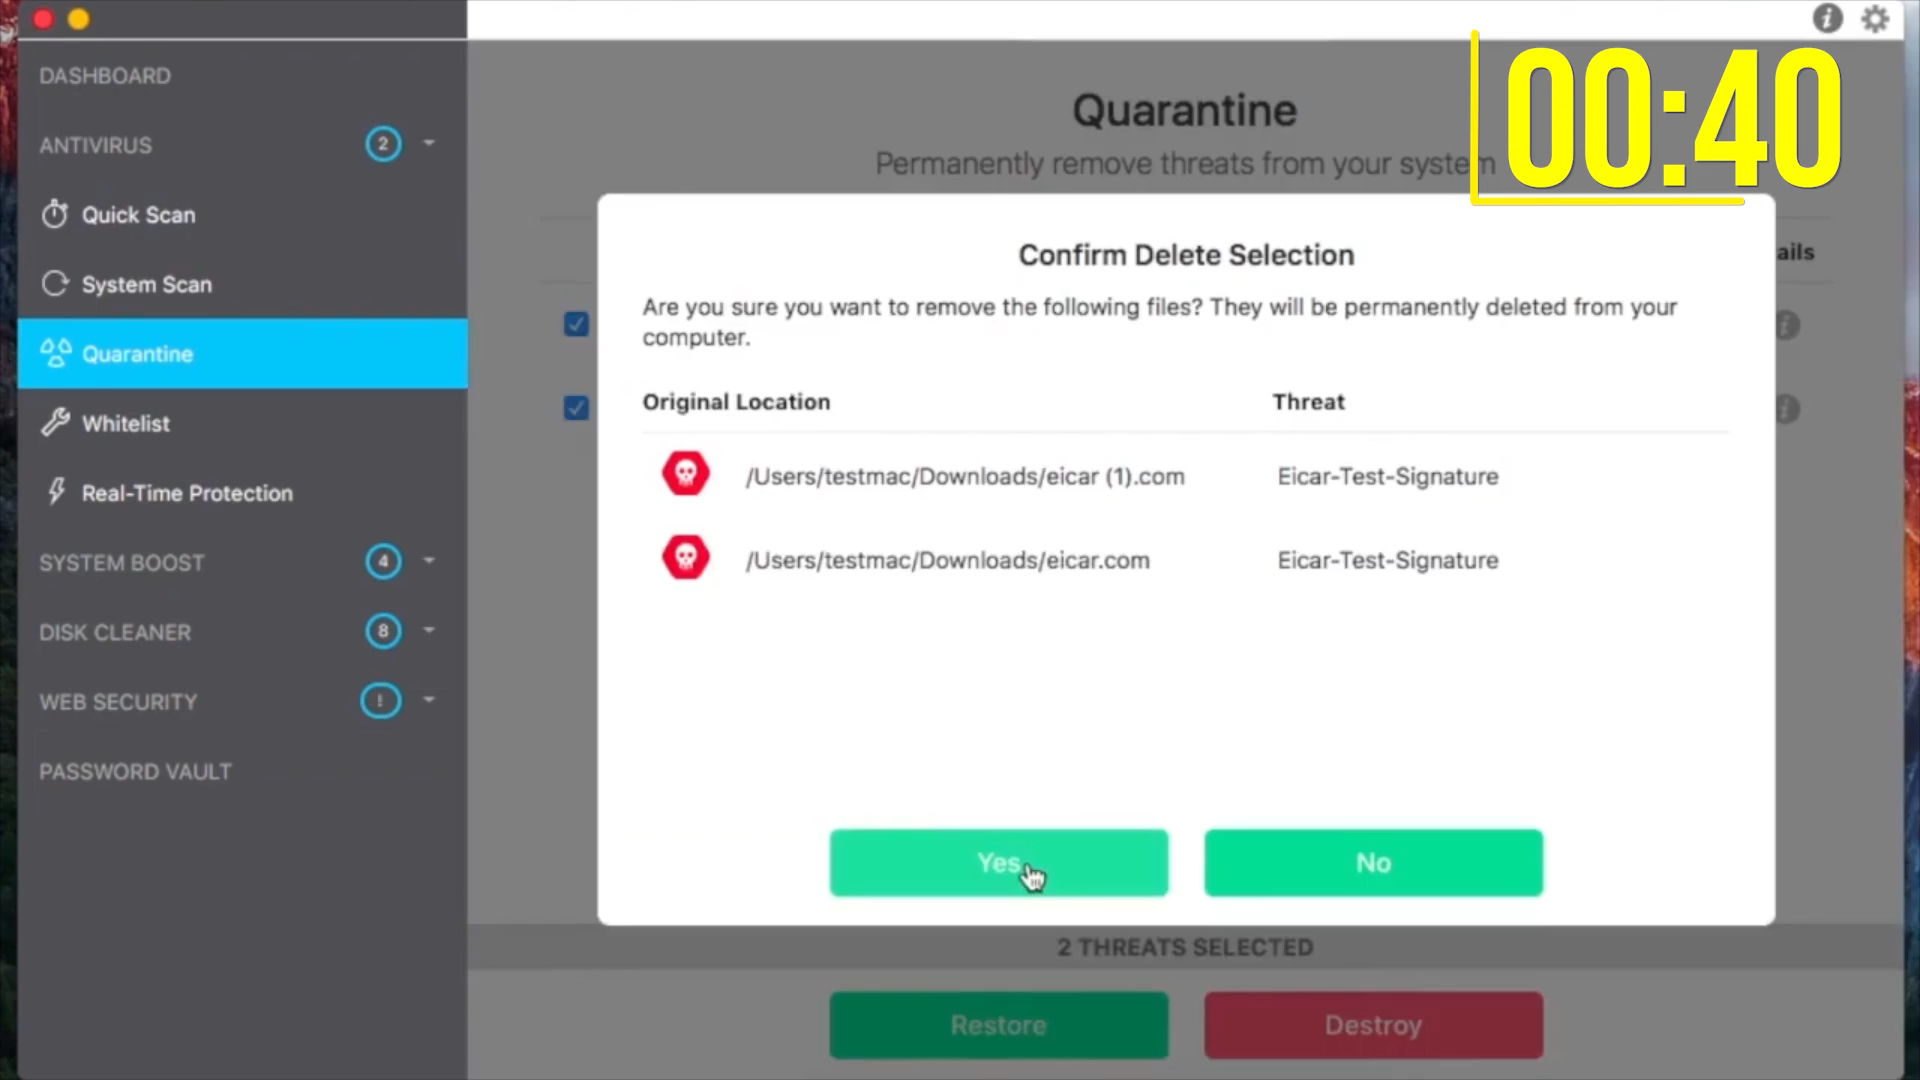 DASHBOARD
ANTIVIRUS 2
Quick Scan
System Scan
Quarantine
Whitelist
Real-Time Protection
SYSTEM BOOST 4
DISK CLEANER 8
WEB SECURITY !
PASSWORD VAULT
00:40
Quarantine
Permanently remove threats from your system
ails
Confirm Delete Selection
Are you sure you want to remove the following files? They will be permanently deleted from your
computer.
Original Location Threat
/Users/testmac/Downloads/eicar (1).com Eicar-Test-Signature
/Users/testmac/Downloads/eicar.com Eicar-Test-Signature
Yes No
2 THREATS SELECTED
Restore Destroy